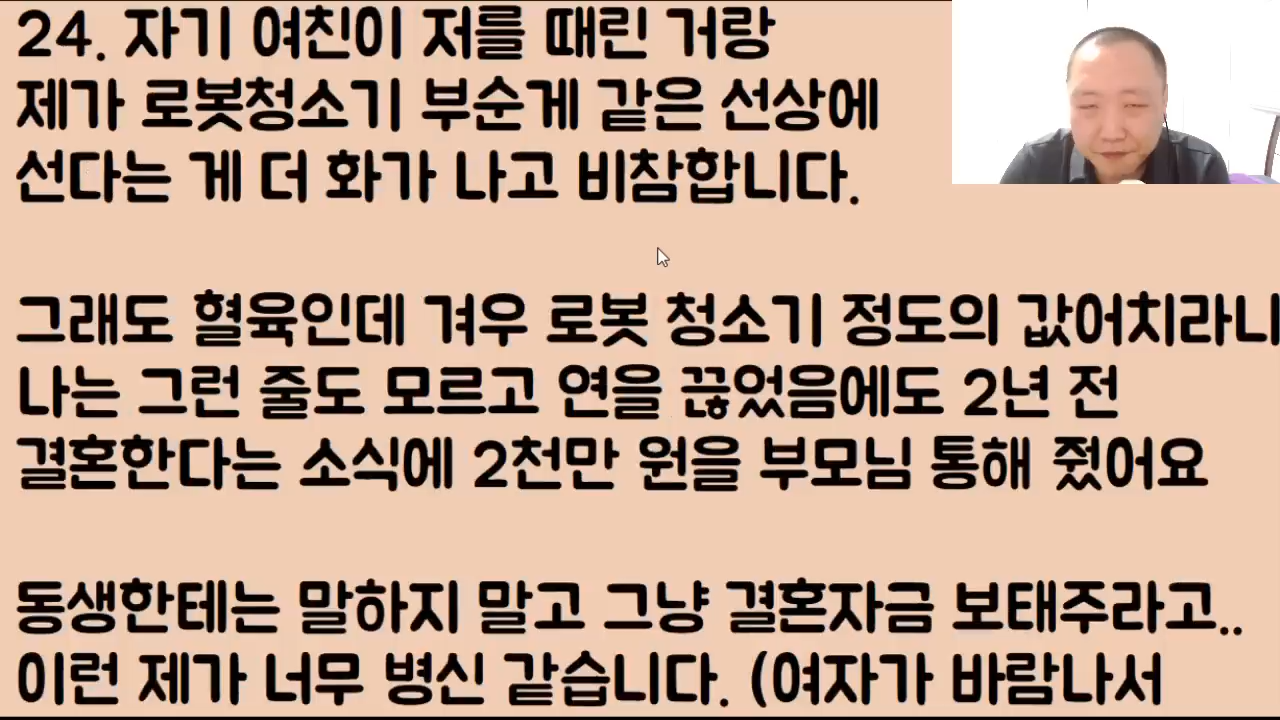 24. 자기 여친이 저를 때린 거랑
제가 로봇청소기 부순게 같은 선상에
선다는 게 더 화가 나고 비참합니다.
그래도 혈육인데 겨우 로봇 청소기 정도의 값어치라니
나는 그런 줄도 모르고 연을 끊었음에도 2년 전
결혼한다는 소식에 2천만 원을 부모님 통해 줬어요
동생한테는 말하지 말고 그냥 결혼자금 보태주라고..
이런 제가 너무 병신 같습니다. (여자가 바람나서